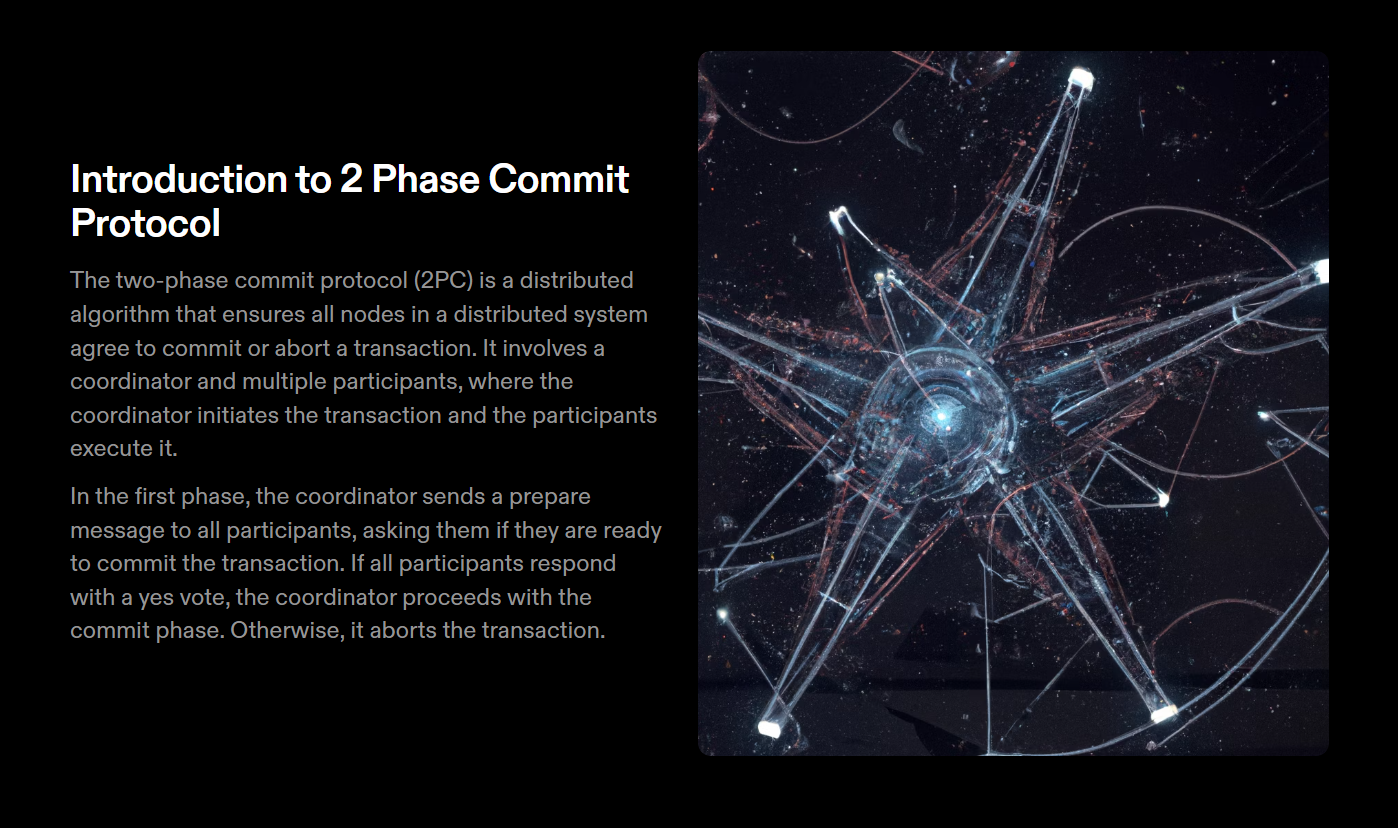 Introduction to 2 Phase Commit
Protocol
The two-phase commit protocol (2PC) is a distributed
algorithm that ensures all nodes in a distributed system
agree to commit or abort a transaction. It involves a
coordinator and multiple participants, where the
coordinator initiates the transaction and the participants
execute it.
In the first phase, the coordinator sends a prepare
message to all participants, asking them if they are ready
to commit the transaction. If all participants respond
with a yes vote, the coordinator proceeds with the
commit phase. Otherwise, it aborts the transaction.